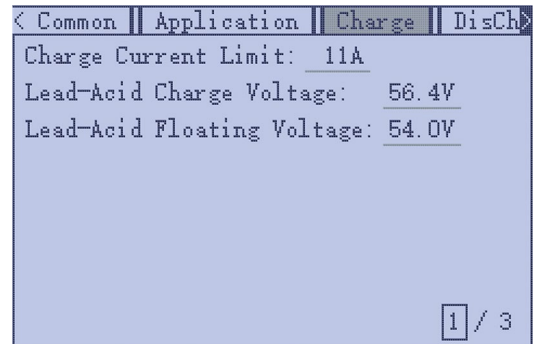 < Common Application Charge DisCh
Charge Current Limit: 11A
Lead-Acid Charge Voltage: 56.4V
Lead-Acid Floating Voltage: 54.0V
1 / 3